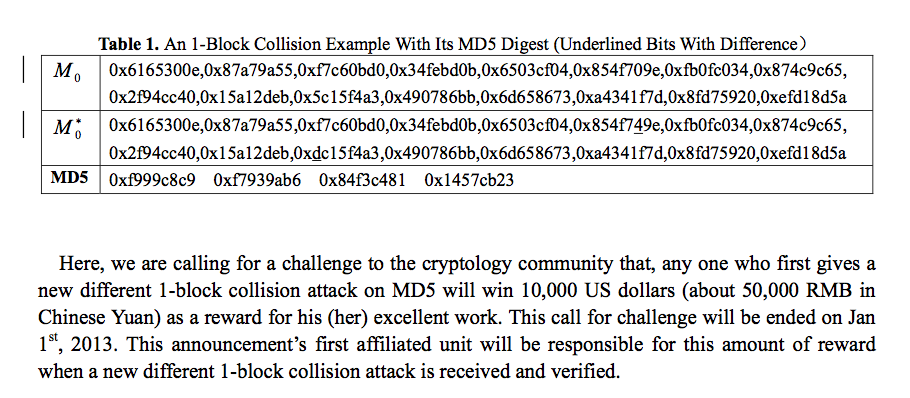 Table 1. An 1-Block Collision Example With Its MD5 Digest (Underlined Bits With Difference）
M0 0x6165300e,0x87a79a55,0xf7c60bd0,0x34febd0b,0x6503cf04,0x854f709e,0xfb0fc034,0x874c9c65,
0x2f94cc40,0x15a12deb,0x5c15f4a3,0x490786bb,0x6d658673,0xa4341f7d,0x8fd75920,0xefd18d5a
M0* 0x6165300e,0x87a79a55,0xf7c60bd0,0x34febd0b,0x6503cf04,0x854f749e,0xfb0fc034,0x874c9c65,
0x2f94cc40,0x15a12deb,0xdc15f4a3,0x490786bb,0x6d658673,0xa4341f7d,0x8fd75920,0xefd18d5a
MD5 0xf999c8c9 0xf7939ab6 0x84f3c481 0x1457cb23
Here, we are calling for a challenge to the cryptology community that, any one who first gives a
new different 1-block collision attack on MD5 will win 10,000 US dollars (about 50,000 RMB in
Chinese Yuan) as a reward for his (her) excellent work. This call for challenge will be ended on Jan
1st, 2013. This announcement’s first affiliated unit will be responsible for this amount of reward
when a new different 1-block collision attack is received and verified.